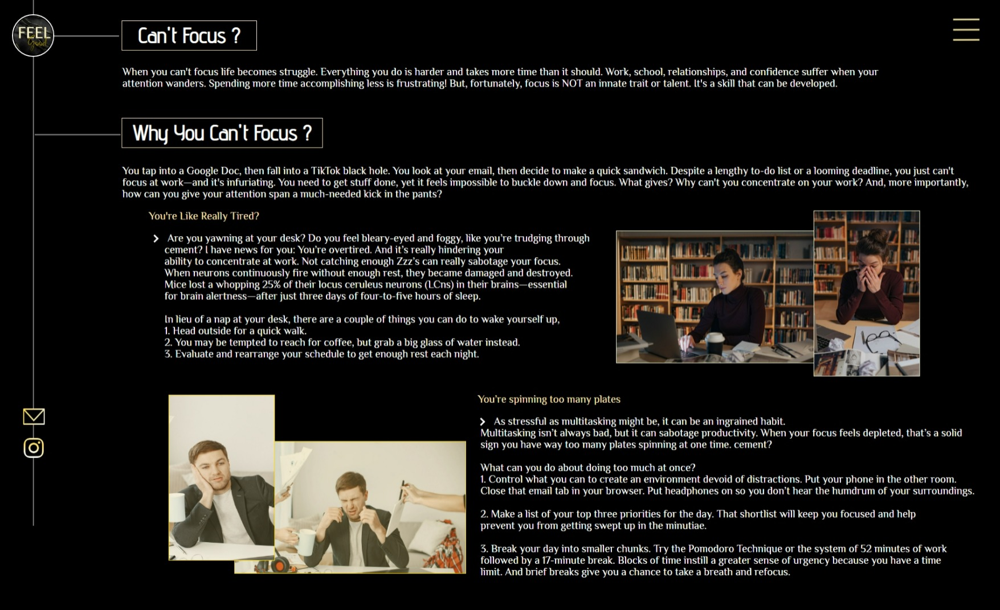 FEEL
Good
Can't Focus ?
When you can't focus life becomes struggle. Everything you do is harder and takes more time than it should. Work, school, relationships, and confidence suffer when your
attention wanders. Spending more time accomplishing less is frustrating! But, fortunately, focus is NOT an innate trait or talent. It's a skill that can be developed.
Why You Can't Focus ?
You tap into a Google Doc, then fall into a TikTok black hole. You look at your email, then decide to make a quick sandwich. Despite a lengthy to-do list or a looming deadline, you just can't
focus at work—and it's infuriating. You need to get stuff done, yet it feels impossible to buckle down and focus. What gives? Why can't you concentrate on your work? And, more importantly,
how can you give your attention span a much-needed kick in the pants?
You're Like Really Tired?
Are you yawning at your desk? Do you feel bleary-eyed and foggy, like you’re trudging through
cement? I have news for you: You’re overtired. And it’s really hindering your
ability to concentrate at work. Not catching enough Zzz’s can really sabotage your focus.
When neurons continuously fire without enough rest, they became damaged and destroyed.
Mice lost a whopping 25% of their locus ceruleus neurons (LCns) in their brains—essential
for brain alertness—after just three days of four-to-five hours of sleep.
In lieu of a nap at your desk, there are a couple of things you can do to wake yourself up,
1. Head outside for a quick walk.
2. You may be tempted to reach for coffee, but grab a big glass of water instead.
3. Evaluate and rearrange your schedule to get enough rest each night.
You’re spinning too many plates
As stressful as multitasking might be, it can be an ingrained habit.
Multitasking isn’t always bad, but it can sabotage productivity. When your focus feels depleted, that’s a solid
sign you have way too many plates spinning at one time. cement?
What can you do about doing too much at once?
1. Control what you can to create an environment devoid of distractions. Put your phone in the other room.
Close that email tab in your browser. Put headphones on so you don’t hear the humdrum of your surroundings.
2. Make a list of your top three priorities for the day. That shortlist will keep you focused and help
prevent you from getting swept up in the minutiae.
3. Break your day into smaller chunks. Try the Pomodoro Technique or the system of 52 minutes of work
followed by a 17-minute break. Blocks of time instill a greater sense of urgency because you have a time
limit. And brief breaks give you a chance to take a breath and refocus.